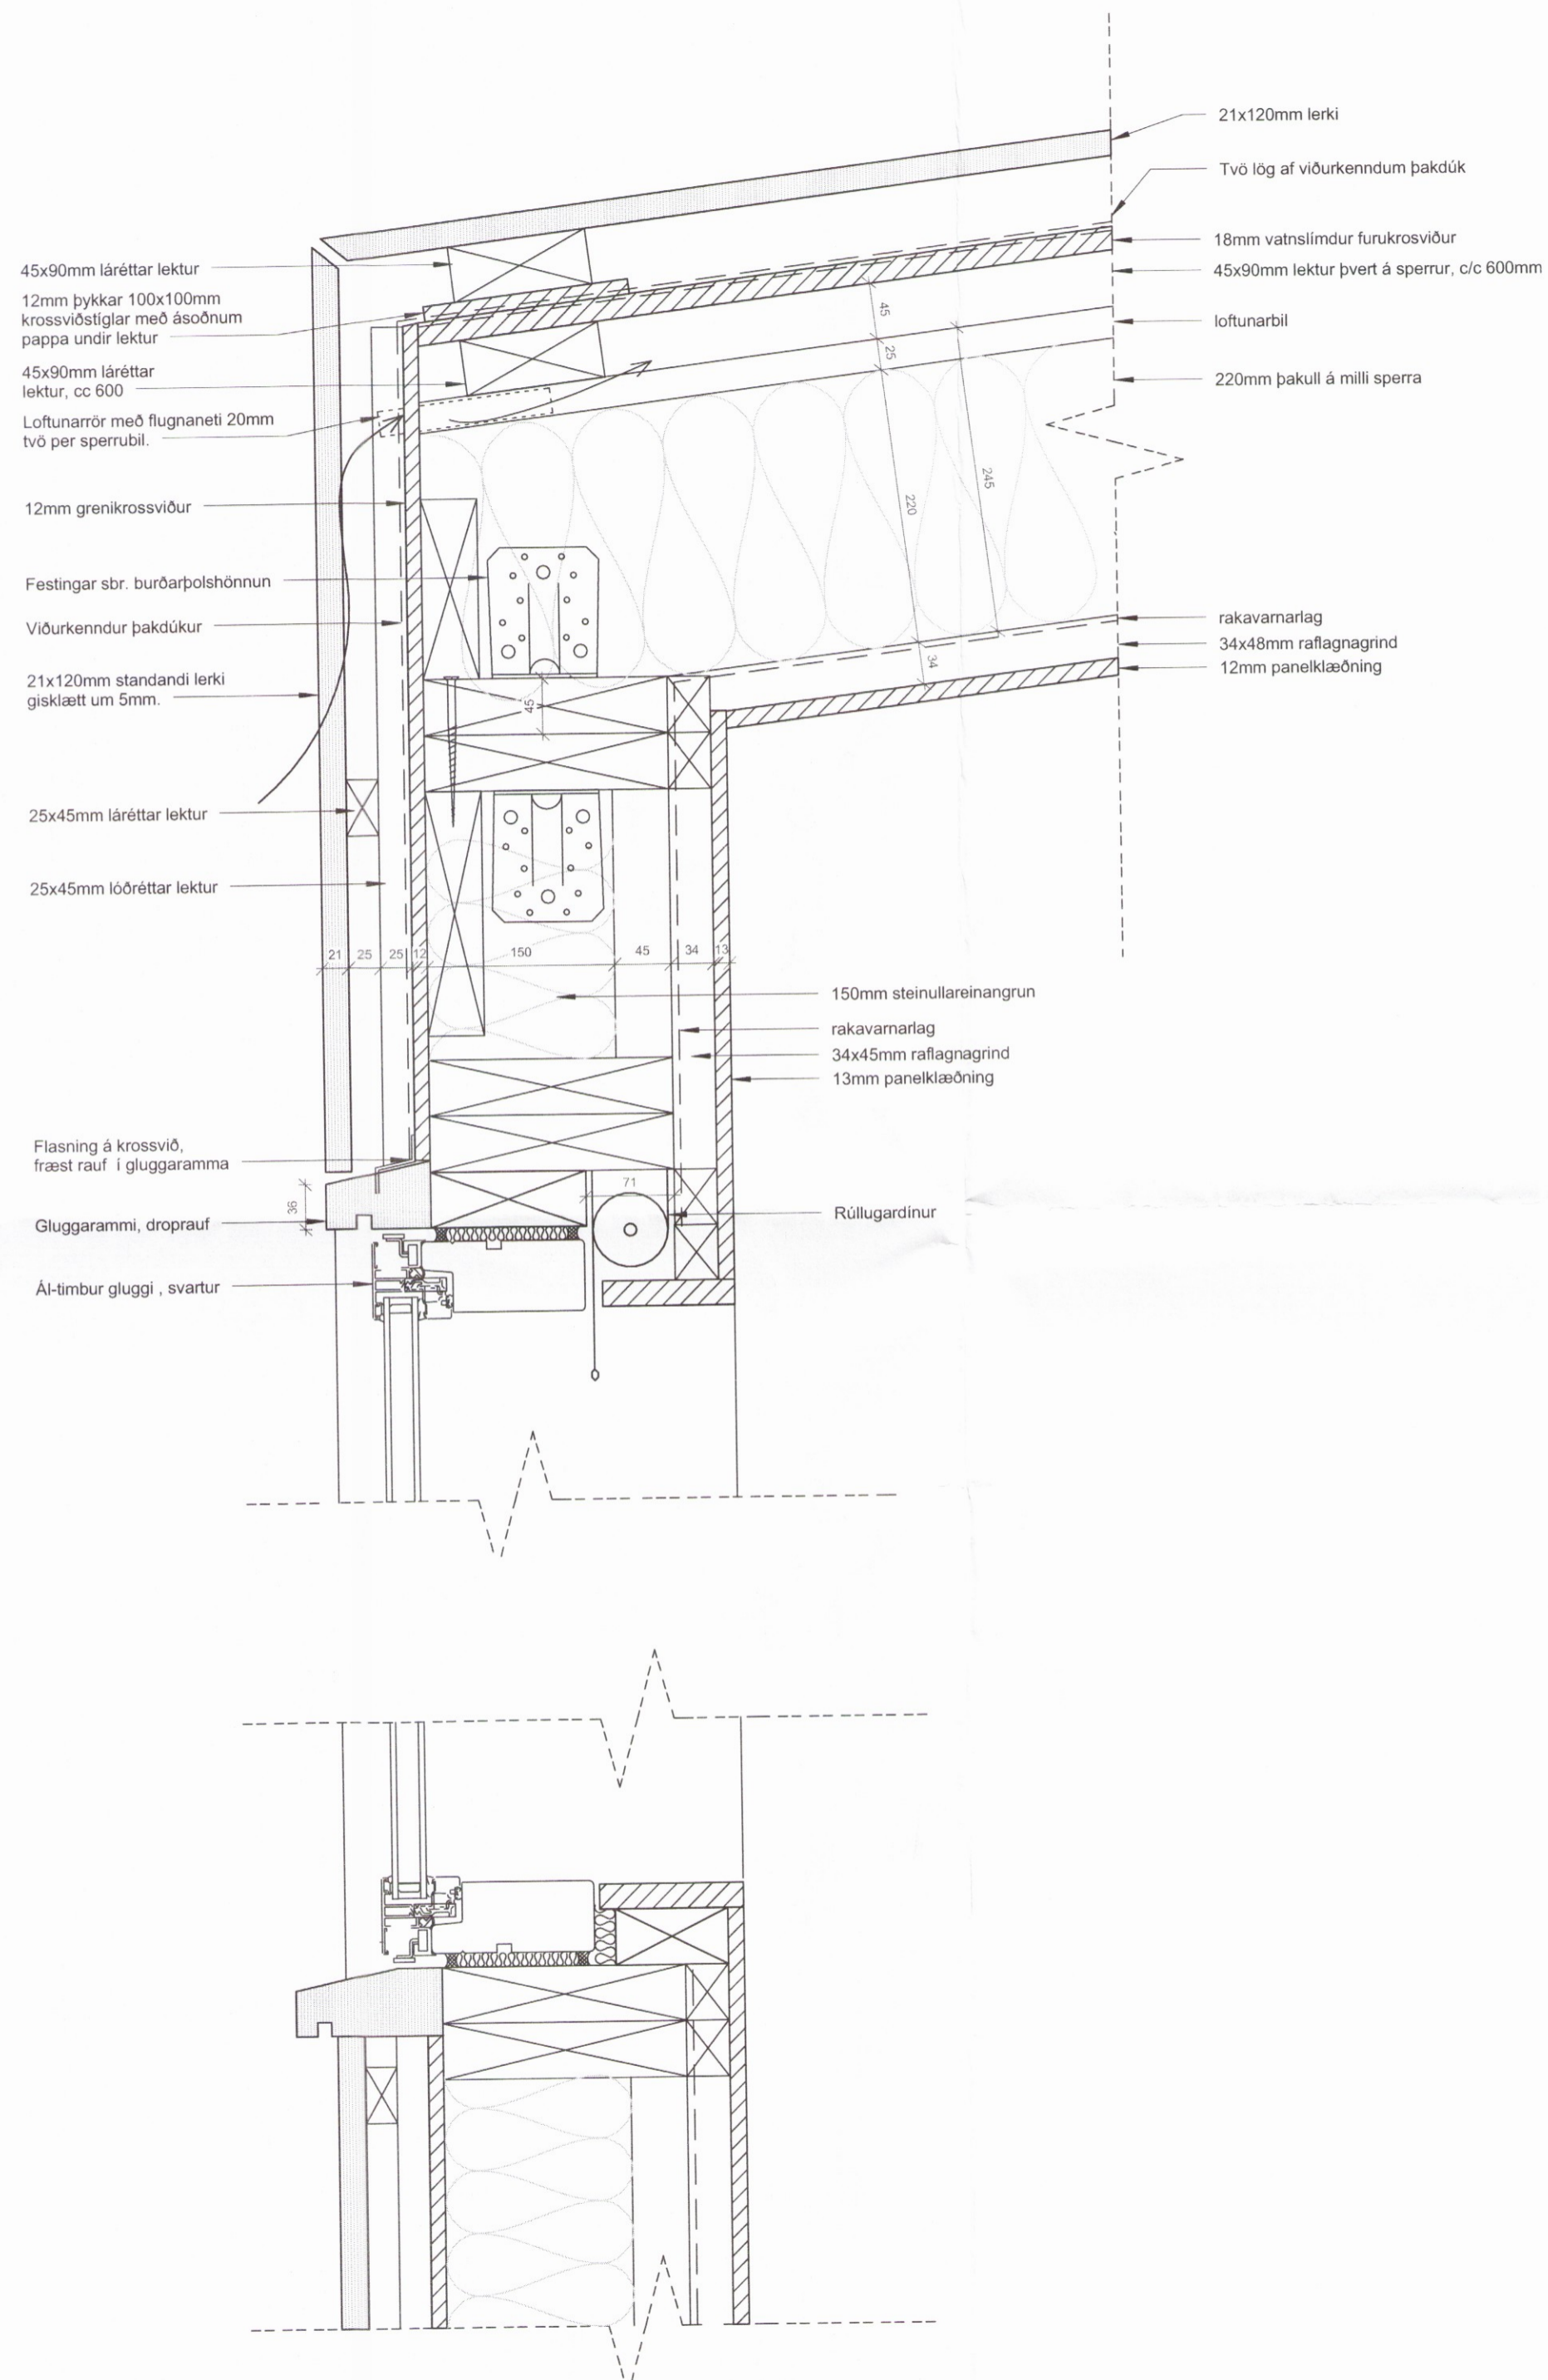 21x120mm lerki
Tvö lög af viðurkenndum þakdúk
18mm vatnslímdur furukrosviður
45x90mm lektur þvert á sperrur, c/c 600mm
loftunarbil
220mm þakull á milli sperra
45x90mm láréttar lektur
12mm þykkar 100x100mm
krossviðstíglar með ásoðnum
pappa undir lektur
45x90mm láréttar
lektur, cc 600
Loftunarrör með flugnaneti 20mm
tvö per sperrubil.
12mm grenikrossviður
Festingar sbr. burðarþolshönnun
Viðurkenndur þakdúkur
21x120mm standandi lerki
gisklætt um 5mm.
25x45mm láréttar lektur
25x45mm lóðréttar lektur
45
25
220
245
34
45
rakavarnarlag
34x48mm raflagnagrind
12mm panelklæðning
21 25 25 12 150 45 34 13
150mm steinullareinangrun
rakavarnarlag
34x45mm raflagnagrind
13mm panelklæðning
Flasning á krossvið,
fræst rauf í gluggaramma
36
71
Gluggarammi, droprauf
Rúllugardínur
Ál-timbur gluggi , svartur